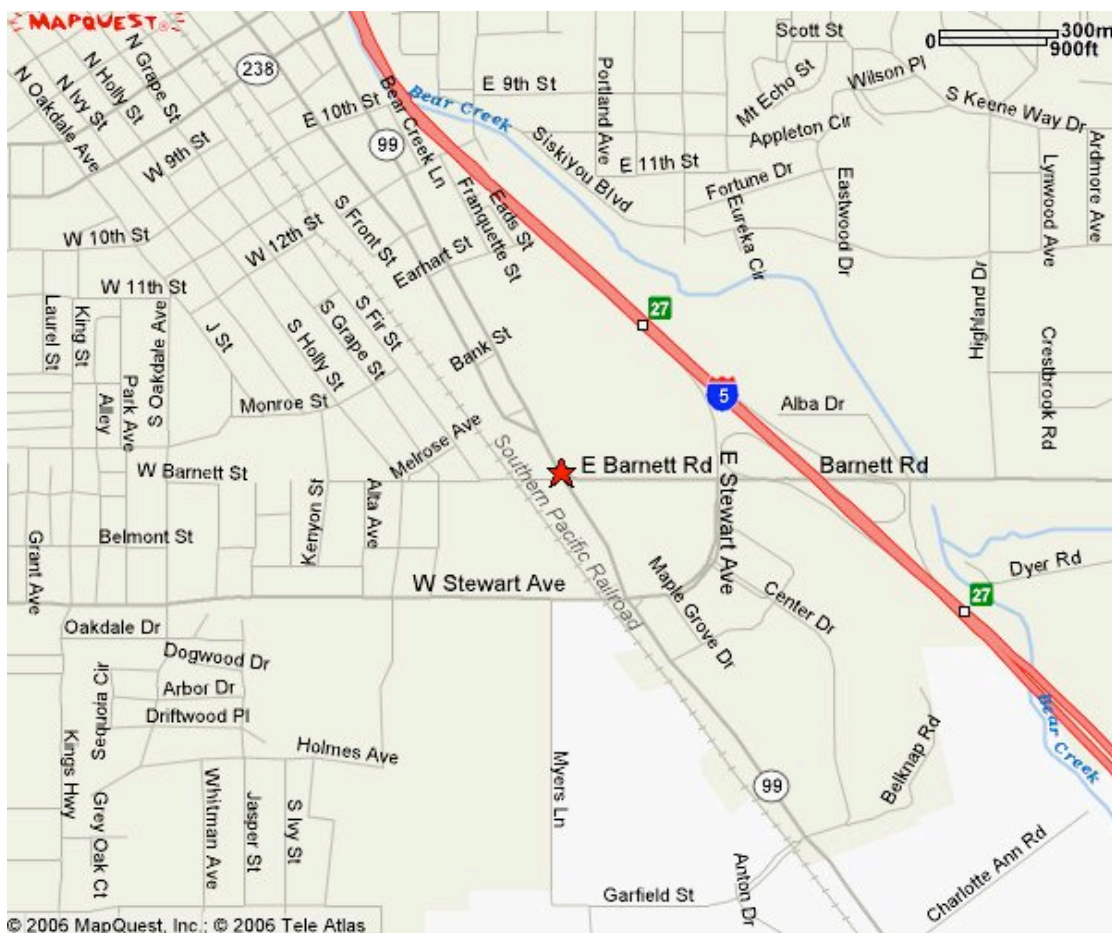 MAPQUEST®
0 300m
900ft
Scott St
Wilson Pl
Mt Echo St
S Keene Way Dr
Ardmore Ave
Lynwood Ave
Appleton Cir
Portland Ave
E 9th St
E 11th St
Fortune Dr
Eureka Cir
Eastwood Dr
Siskiyou Blvd
Bear Creek
N Grape St
N Holly St
N Ivy St
N Oakdale Ave
W 9th St
238
E 10th St
99
Bear Creek Ln
Franquette St
Eads St
Earhart St
S Front St
W 12th St
W 10th St
W 11th St
S Fir St
S Grape St
S Holly St
J St
Laurel St
King St
Alley
Park Ave
S Oakdale Ave
Monroe St
Bank St
Melrose Ave
27
5
Highland Dr
Crestbrook Rd
Alba Dr
W Barnett St
E Barnett Rd
Barnett Rd
Southern Pacific Railroad
E Stewart Ave
Kenyon St
Alta Ave
Belmont St
Grant Ave
W Stewart Ave
Maple Grove Dr
Center Dr
Dyer Rd
27
Oakdale Dr
Dogwood Dr
Arbor Dr
Driftwood Pl
Sequoia Cir
Kings Hwy
Holmes Ave
Grey Oak Ct
Whitman Ave
Jasper St
S Ivy St
Myers Ln
99
Belknap Rd
Bear Creek
Charlotte Ann Rd
Anton Dr
Garfield St
© 2006 MapQuest, Inc.; © 2006 Tele Atlas